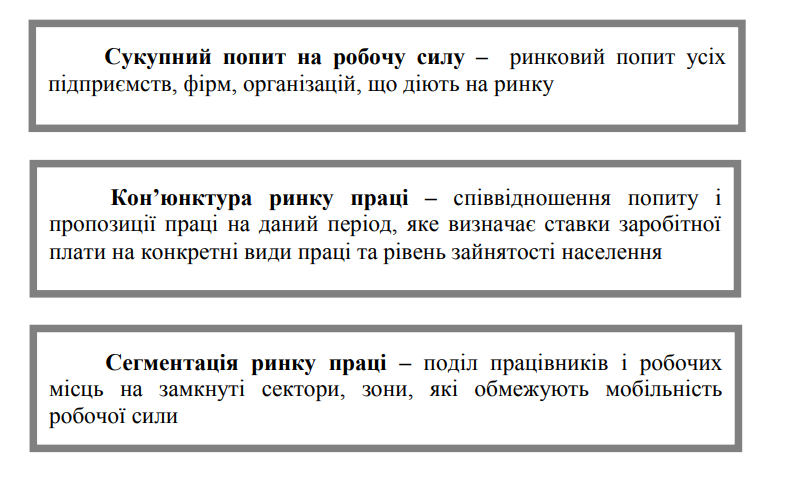 Сукупний попит на робочу силу – ринковий попит усіх
підприємств, фірм, організацій, що діють на ринку
Кон’юнктура ринку праці – співвідношення попиту і
пропозиції праці на даний період, яке визначає ставки заробітної
плати на конкретні види праці та рівень зайнятості населення
Сегментація ринку праці – поділ працівників і робочих
місць на замкнуті сектори, зони, які обмежують мобільність
робочої сили